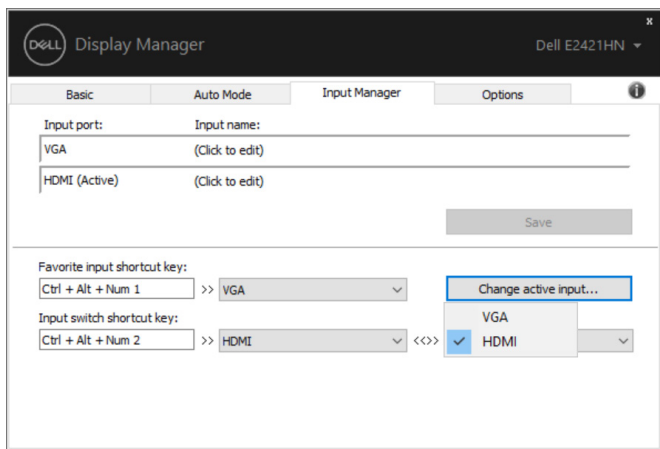 x
DELL Display Manager
Dell E2421HN
Basic Auto Mode Input Manager Options i
Input port: Input name:
VGA (Click to edit)
HDMI (Active) (Click to edit)
Save
Favorite input shortcut key:
Ctrl + Alt + Num 1 >> VGA Change active input...
Input switch shortcut key:
Ctrl + Alt + Num 2 >> HDMI <<>>
VGA
HDMI